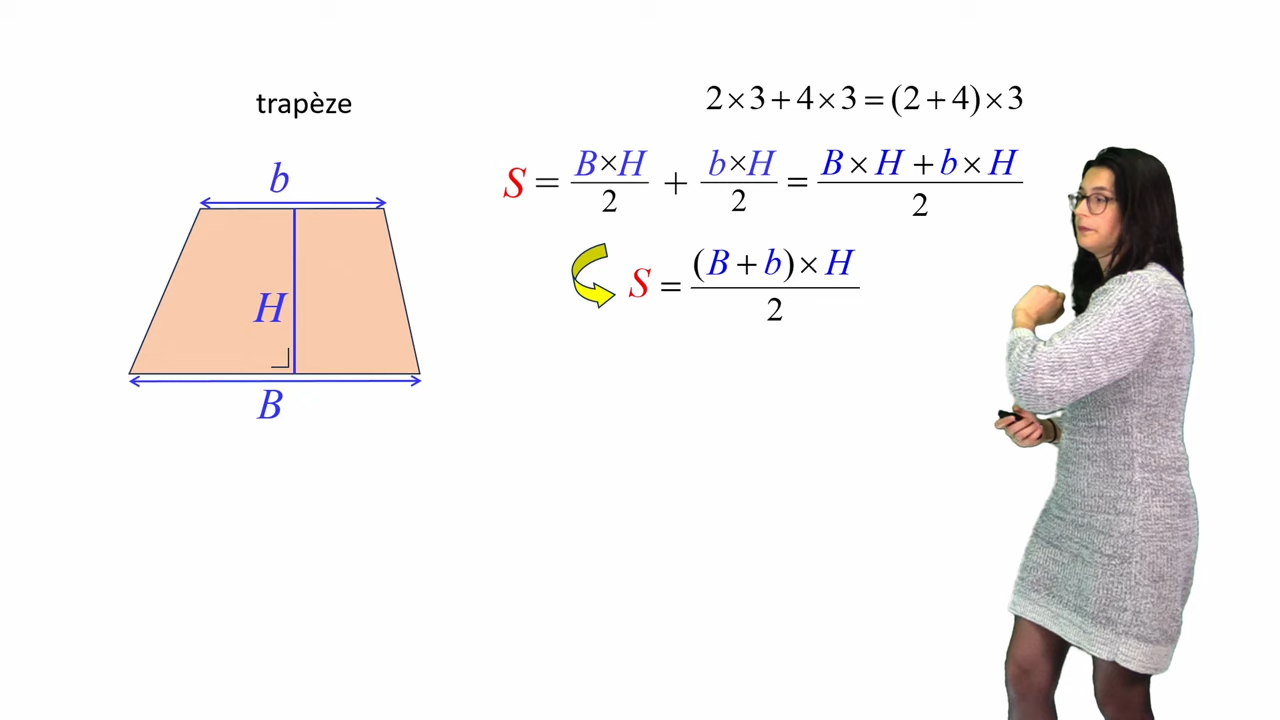 trapèze
b
H
B
2×3+4×3=(2+4)×3
S = B×H/2 + b×H/2 = B×H+b×H/2
S = (B+b)×H/2